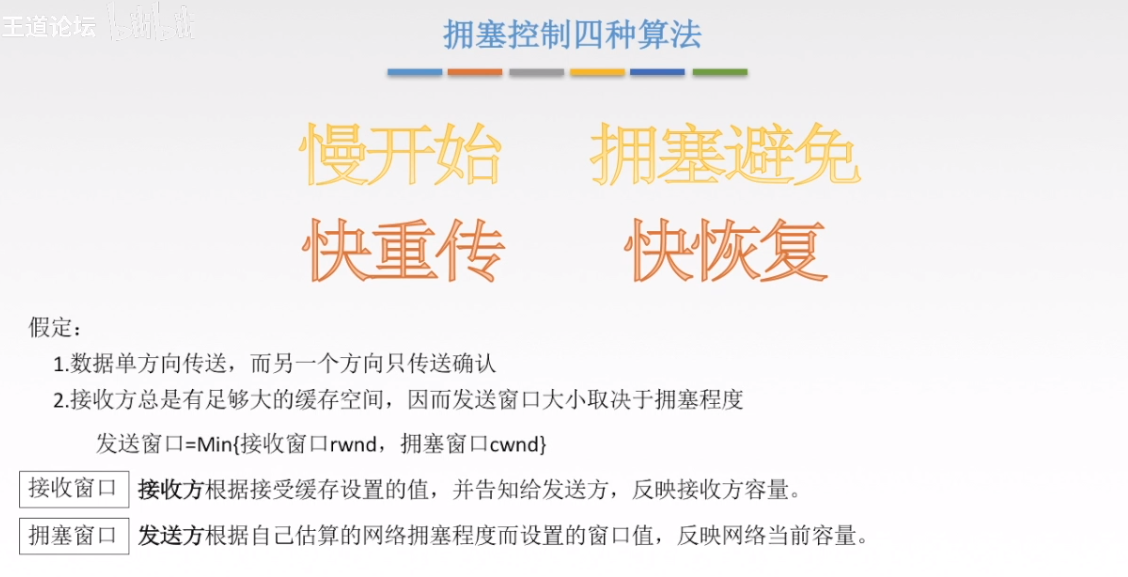 王道论坛 bilibili
拥塞控制四种算法
慢开始 拥塞避免
快重传 快恢复
假定：
1.数据单方向传送，而另一个方向只传送确认
2.接收方总是有足够大的缓存空间，因而发送窗口大小取决于拥塞程度
发送窗口=Min{接收窗口rwnd，拥塞窗口cwnd}
接收窗口 接收方根据接受缓存设置的值，并告知给发送方，反映接收方容量。
拥塞窗口 发送方根据自己估算的网络拥塞程度而设置的窗口值，反映网络当前容量。